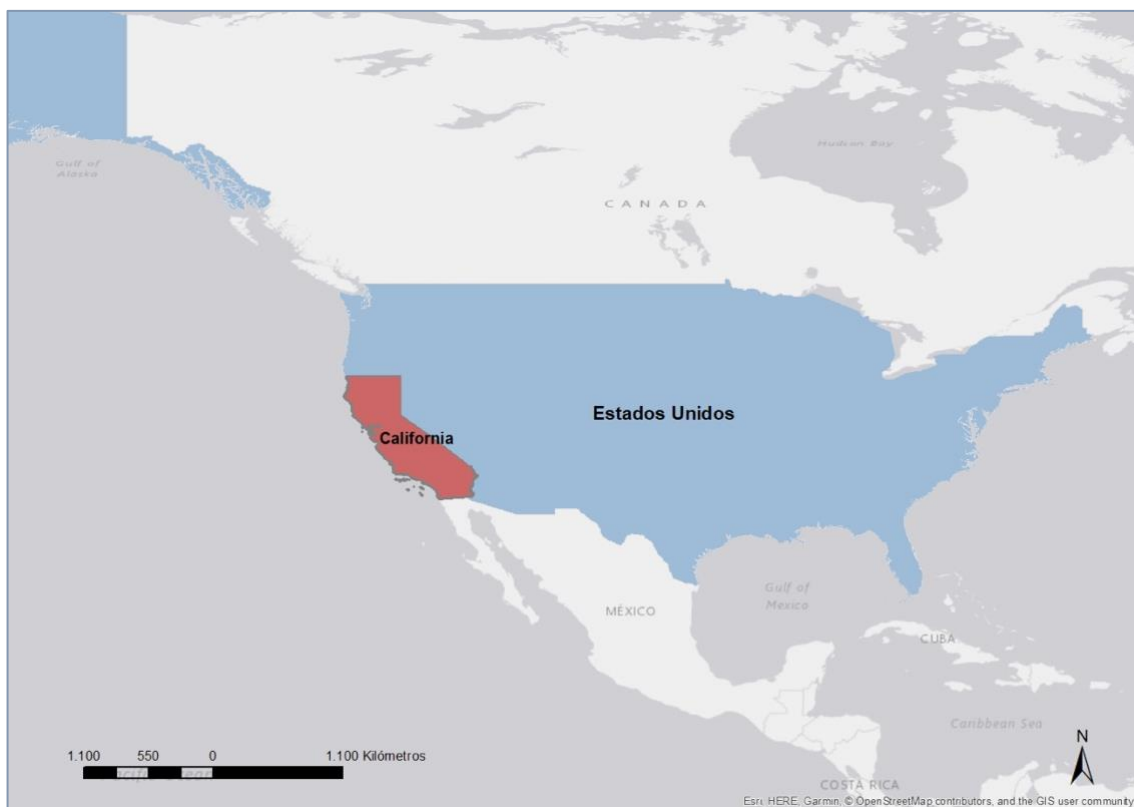 Gulf of
Alaska
Hudson Bay
CANADA
Estados Unidos
California
Gulf of
Mexico
MÉXICO
CUBA
Caribbean Sea
N
1.100 550 0 1.100 Kilómetros
COSTA RICA
Esri, HERE, Garmin, © OpenStreetMap contributors, and the GIS user community